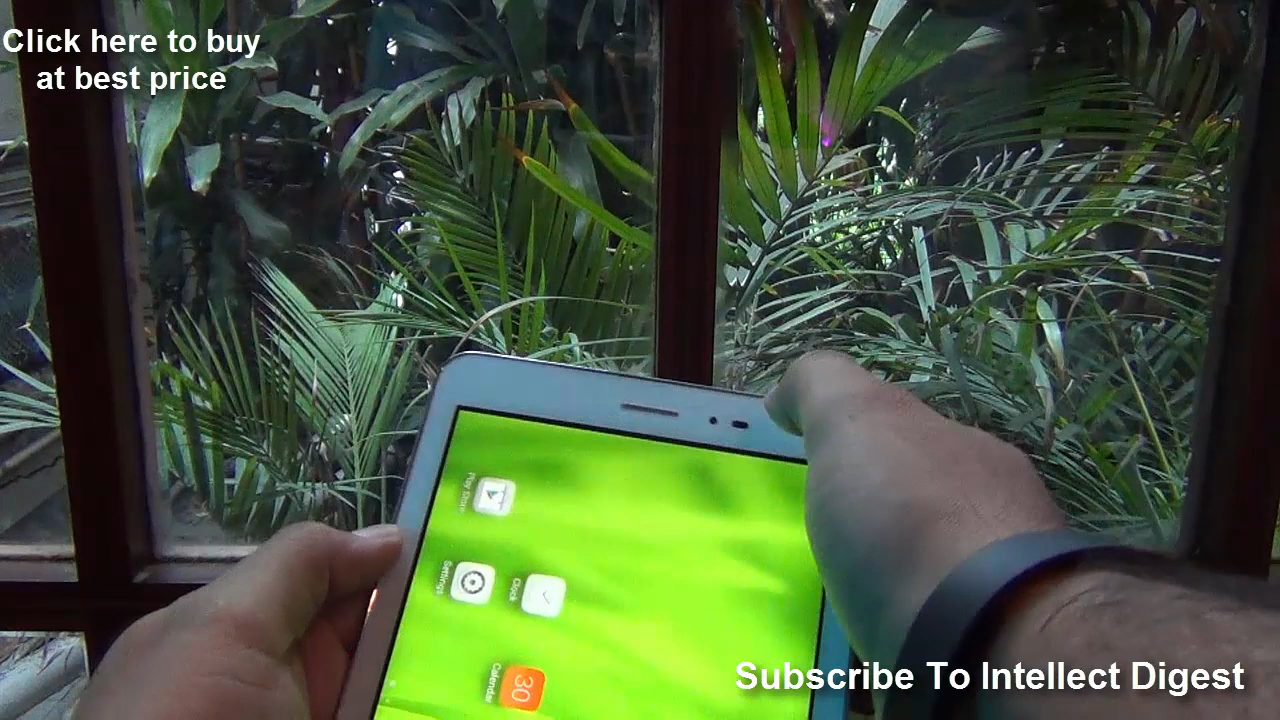 Click here to buy
at best price
Play Store
Settings
Clock
Calendar
30
Subscribe To Intellect Digest